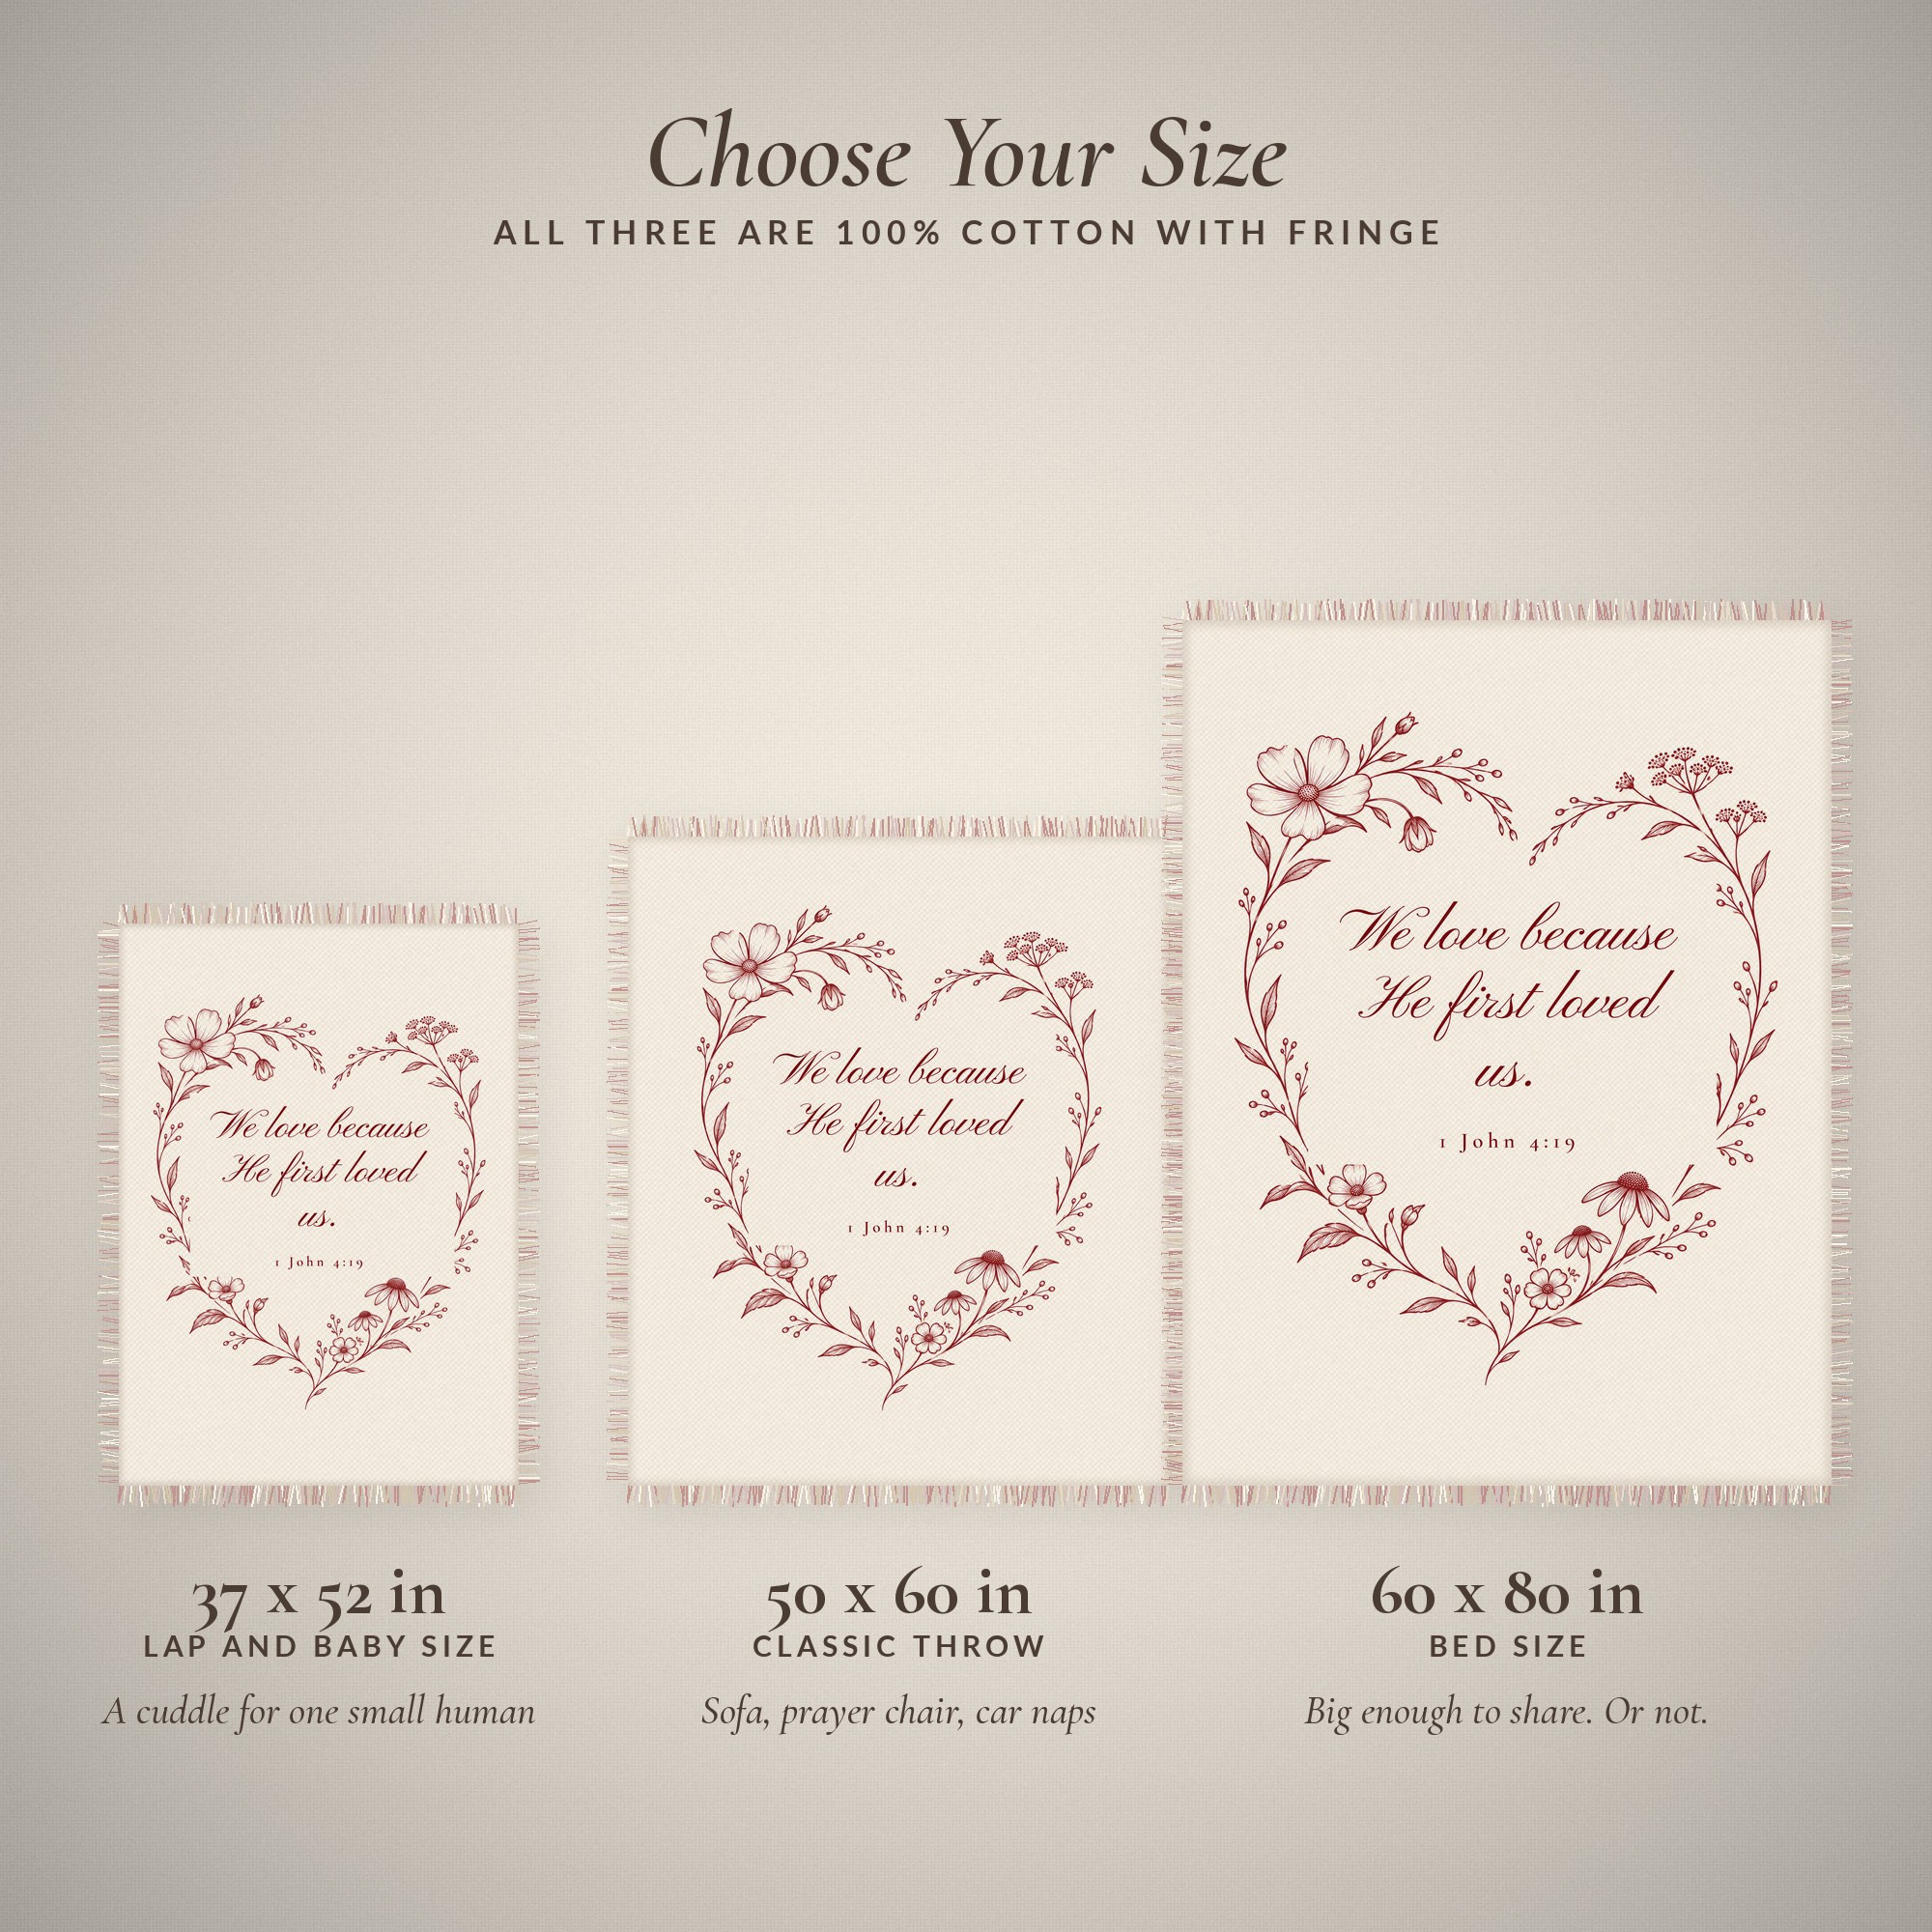 Choose Your Size
ALL THREE ARE 100% COTTON WITH FRINGE
We love because
He first loved
us.
1 John 4:19
We love because
He first loved
us.
1 John 4:19
We love because
He first loved
us.
1 John 4:19
37 x 52 in
LAP AND BABY SIZE
A cuddle for one small human
50 x 60 in
CLASSIC THROW
Sofa, prayer chair, car naps
60 x 80 in
BED SIZE
Big enough to share. Or not.